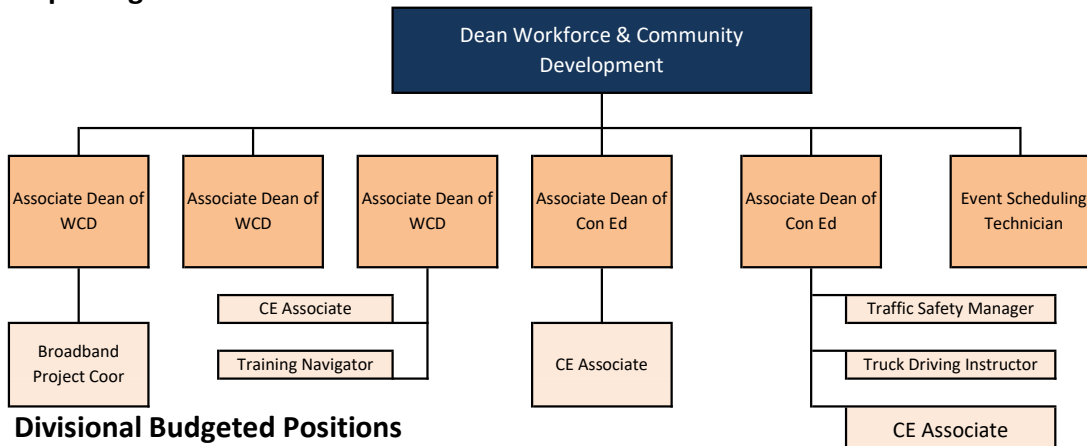 Dean Workforce & Community
Development
Associate Dean of
WCD
Associate Dean of
WCD
Associate Dean of
WCD
Associate Dean of
Con Ed
Associate Dean of
Con Ed
Event Scheduling
Technician
Broadband
Project Coor
CE Associate
Training Navigator
CE Associate
Traffic Safety Manager
Truck Driving Instructor
CE Associate
Divisional Budgeted Positions